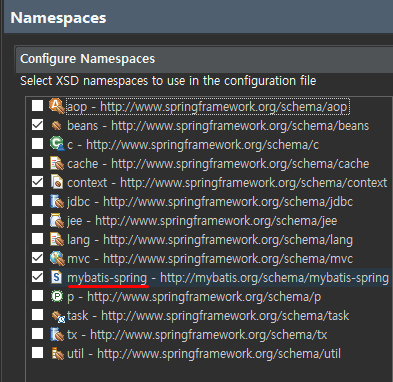 Namespaces
Configure Namespaces
Select XSD namespaces to use in the configuration file
aop - http://www.springframework.org/schema/aop
beans - http://www.springframework.org/schema/beans
c - http://www.springframework.org/schema/c
cache - http://www.springframework.org/schema/cache
context - http://www.springframework.org/schema/context
jdbc - http://www.springframework.org/schema/jdbc
jee - http://www.springframework.org/schema/jee
lang - http://www.springframework.org/schema/lang
mvc - http://www.springframework.org/schema/mvc
mybatis-spring - http://mybatis.org/schema/mybatis-spring
p - http://www.springframework.org/schema/p
task - http://www.springframework.org/schema/task
tx - http://www.springframework.org/schema/tx
util - http://www.springframework.org/schema/util